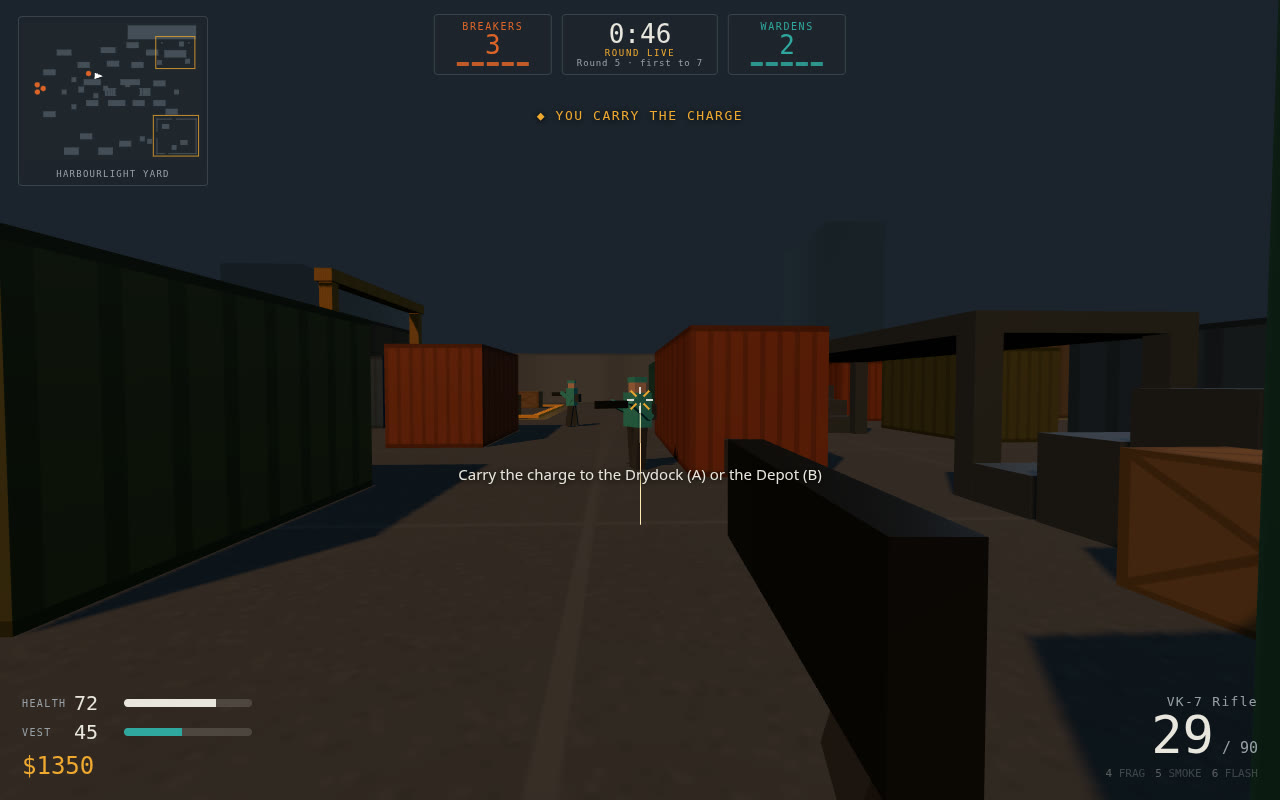 HARBOURLIGHT YARD
BREAKERS
3
0:46
ROUND LIVE
Round 5 · first to 7
WARDENS
2
◆ YOU CARRY THE CHARGE
Carry the charge to the Drydock (A) or the Depot (B)
HEALTH 72
VEST 45
$1350
VK-7 Rifle
29 / 90
4 FRAG 5 SMOKE 6 FLASH